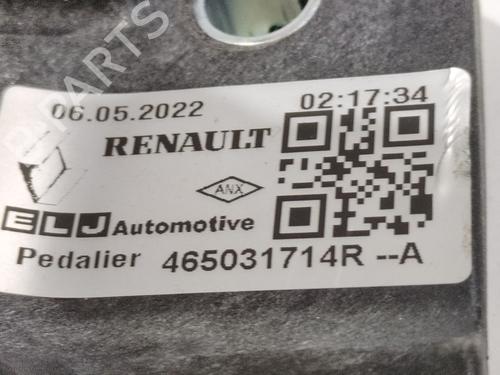 06.05.2022 02:17:34
RENAULT
ANX
ELJ Automotive
Pedalier 465031714R --A